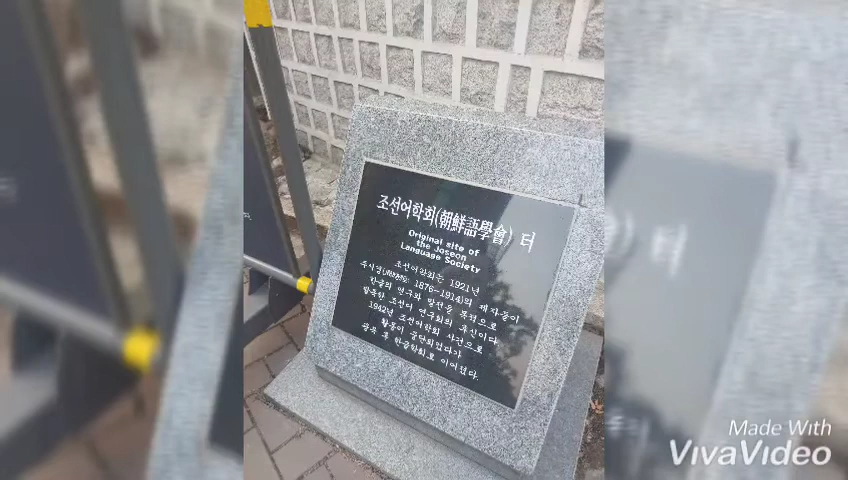 조선어학회(朝鮮語學會) 터
Original site of
the Joseon
Language Society
조선어학회는 1921년
주시경(周時經: 1876-1914)의 제자들이
한글의 연구와 발전을 목적으로
발족한 조선어 연구회의 후신이다
1942년 조선어학회 사건으로
활동이 중단되었다가
광복 후 한글학회로 이어졌다.
Made With
VivaVideo